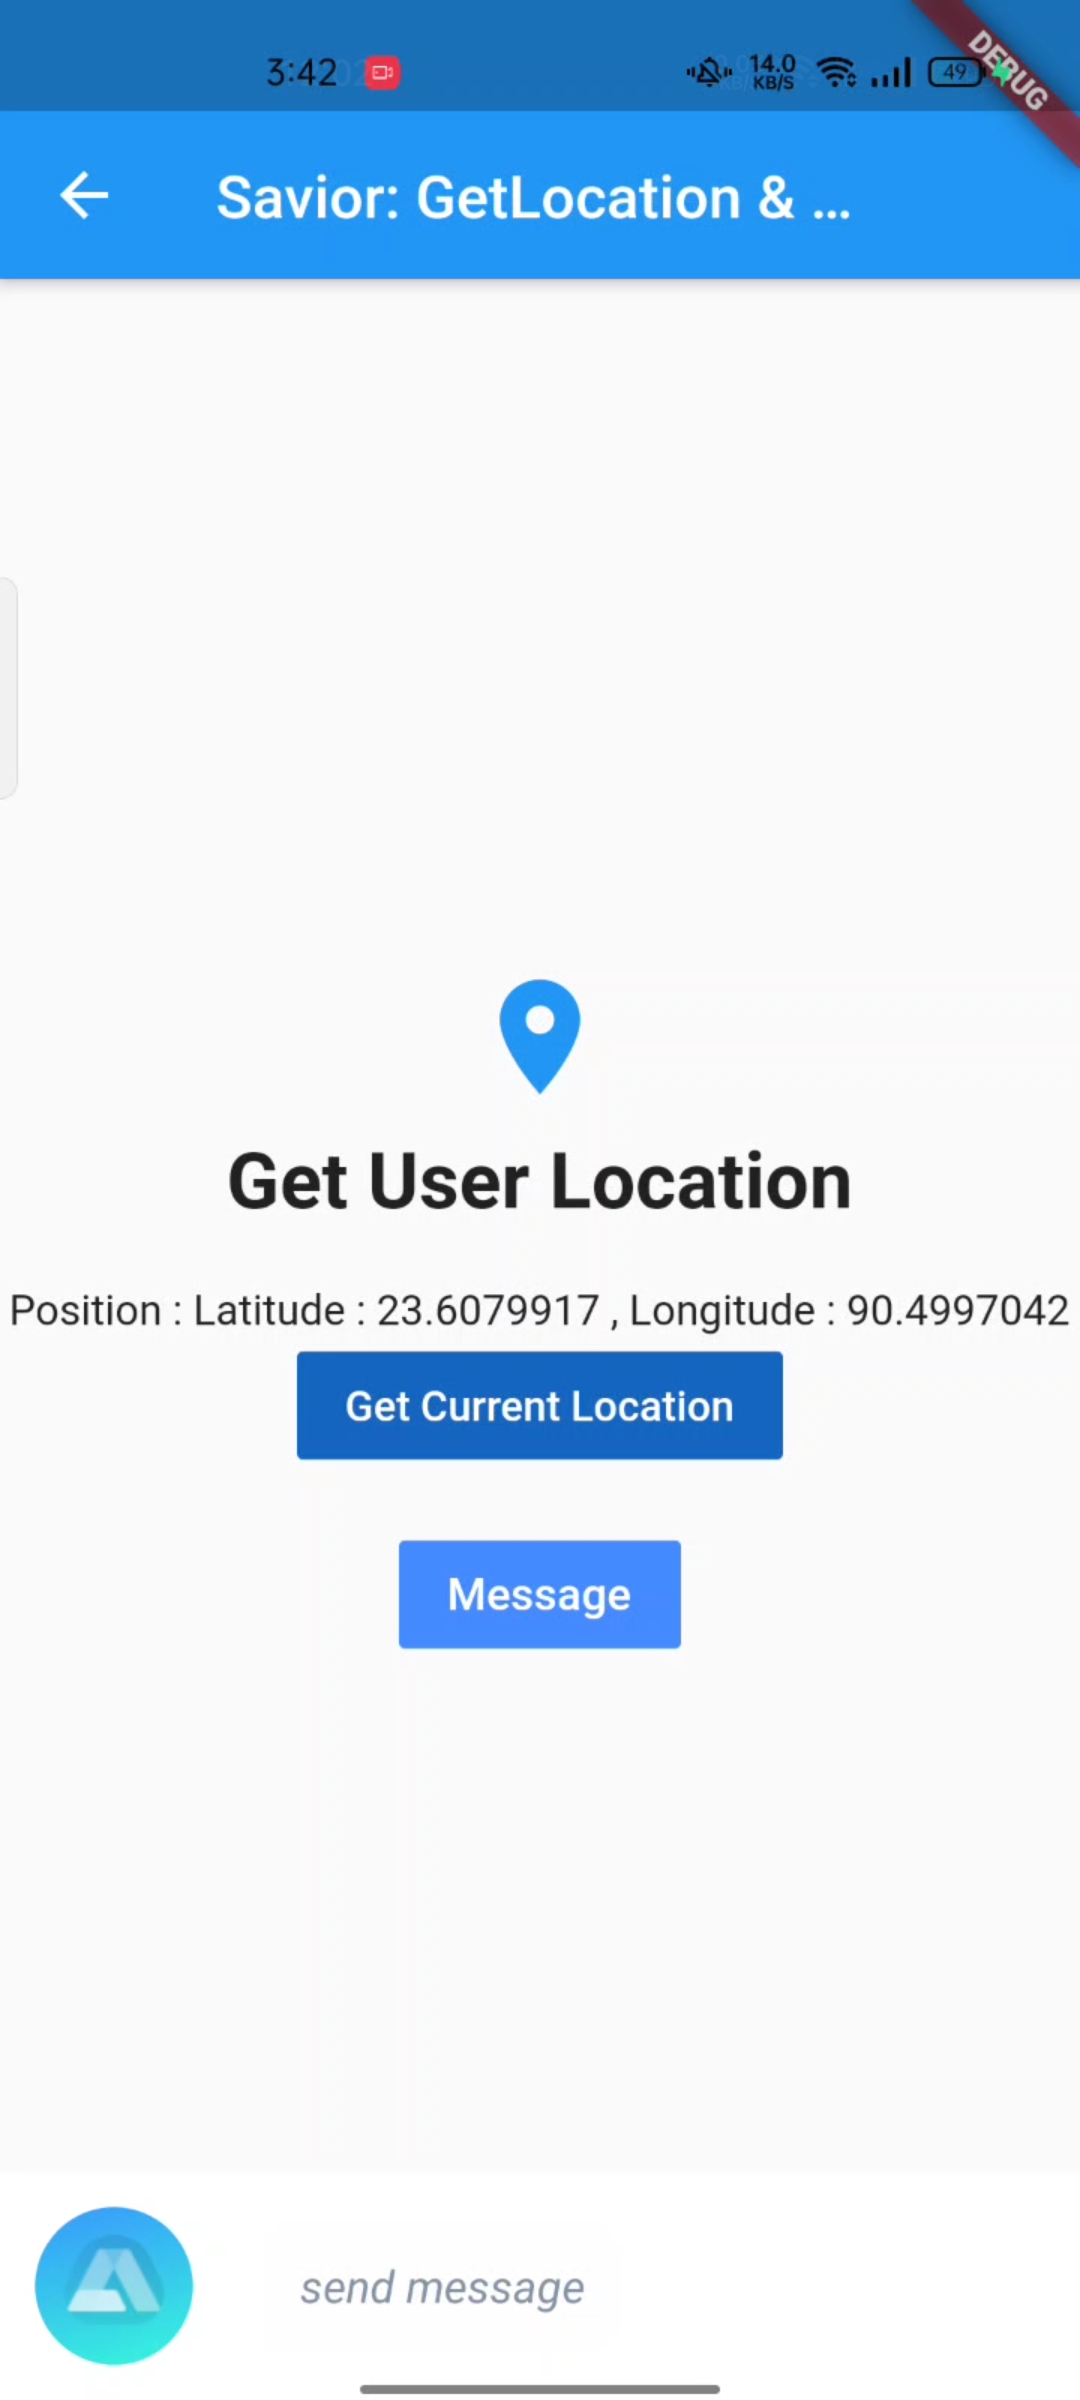 3:42
14.0
KB/S
49
DEBUG
Savior: GetLocation & ...
Get User Location
Position : Latitude : 23.6079917 , Longitude : 90.4997042
Get Current Location
Message
send message